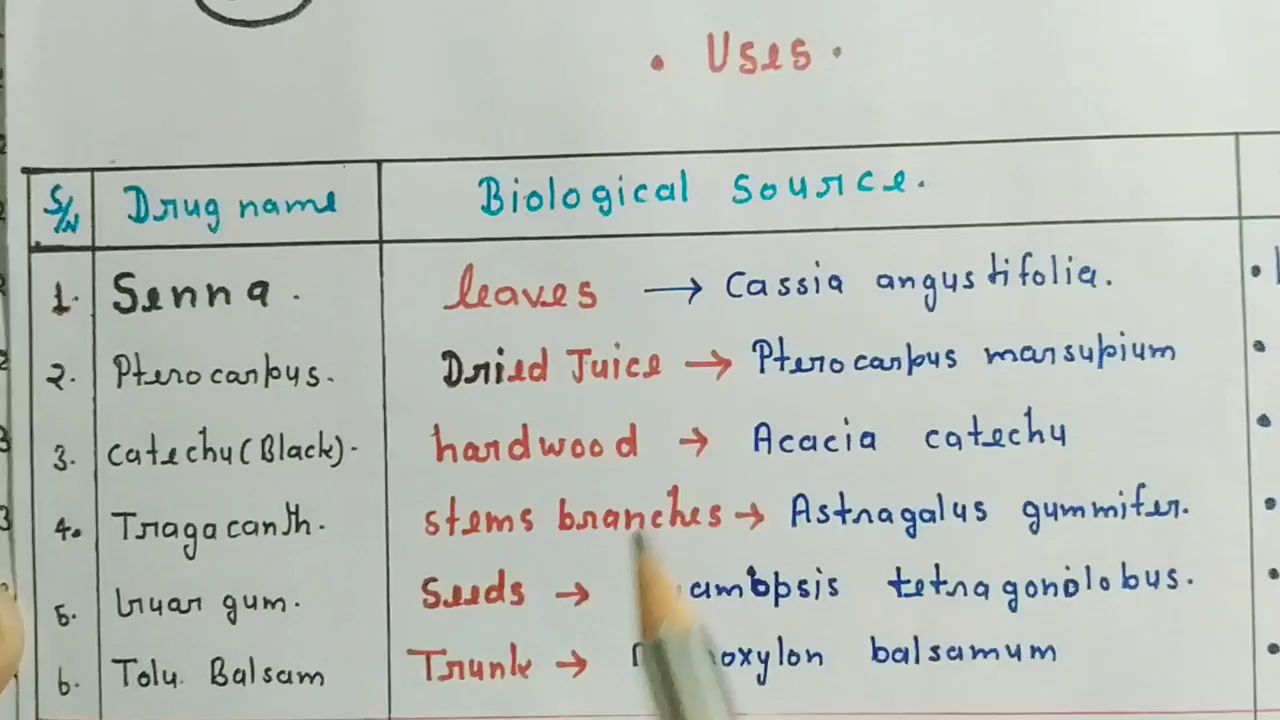 • Uses •
S/N Drug name Biological source.
1. Senna. leaves → Cassia angustifolia.
2. Pterocarpus. Dried Juice → Pterocarpus marsupium
3. Catechu (Black)- hardwood → Acacia catechu
4. Tragacanth. stems branches → Astragalus gummifer.
5. Guar gum. Seeds → amopsis tetragonolobus.
6. Tolu. Balsam Trunk → oxylon balsamum